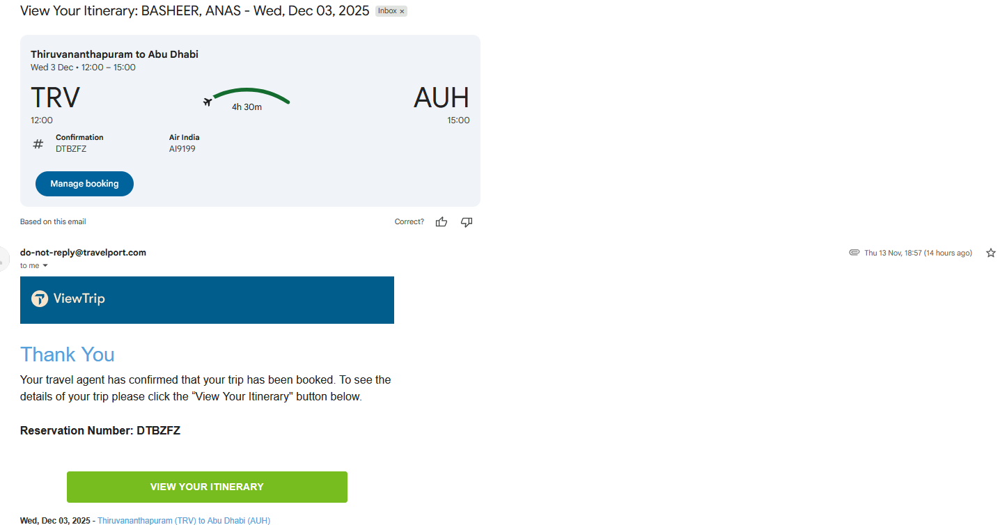 View Your Itinerary: BASHEER, ANAS - Wed, Dec 03, 2025 Inbox ×
Thiruvananthapuram to Abu Dhabi
Wed 3 Dec • 12:00 – 15:00
TRV AUH
4h 30m
12:00 15:00
# Confirmation Air India
DTBZFZ AI9199
Manage booking
Based on this email Correct?
do-not-reply@travelport.com Thu 13 Nov, 18:57 (14 hours ago)
to me
ViewTrip
Thank You
Your travel agent has confirmed that your trip has been booked. To see the
details of your trip please click the “View Your Itinerary" button below.
Reservation Number: DTBZFZ
VIEW YOUR ITINERARY
Wed, Dec 03, 2025 - Thiruvananthapuram (TRV) to Abu Dhabi (AUH)